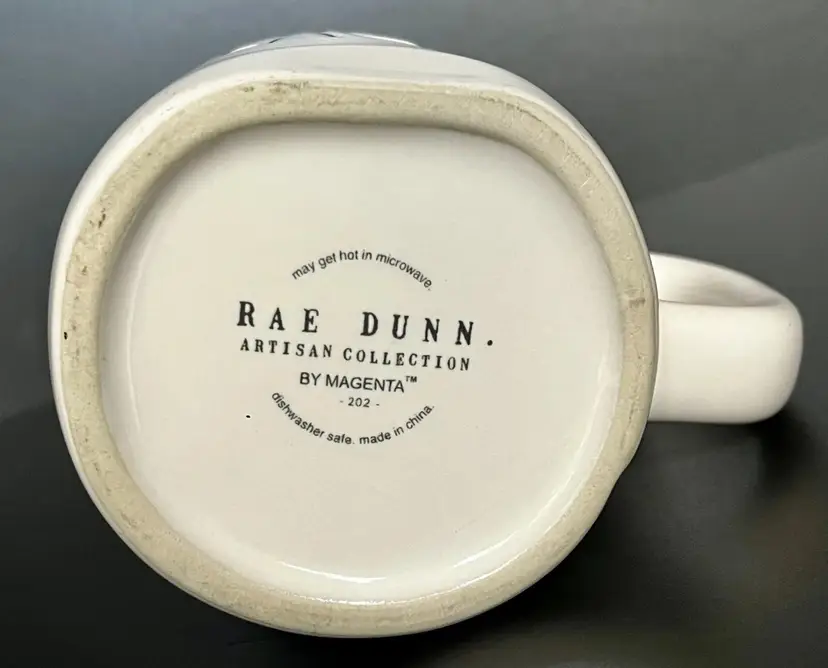 may get hot in microwave.
RAE DUNN.
ARTISAN COLLECTION
BY MAGENTA™
- 202 -
dishwasher safe. made in china.